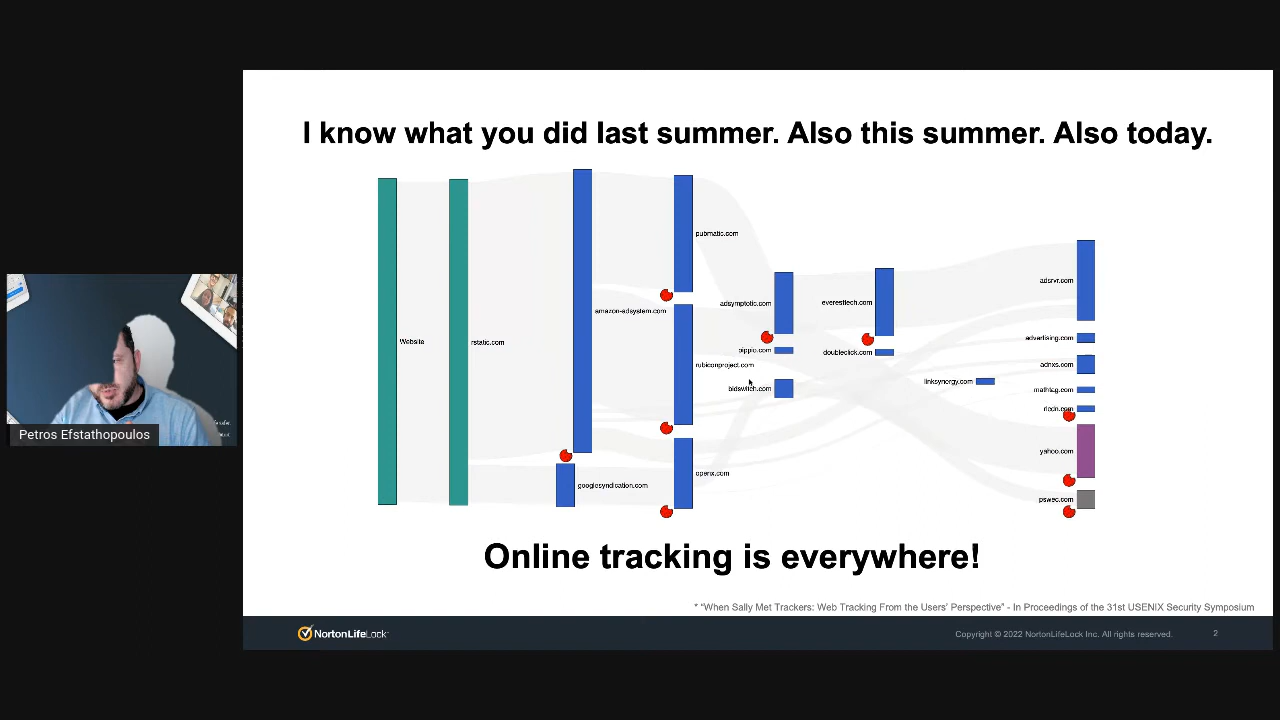 I know what you did last summer. Also this summer. Also today.
pubmatic.com
adsrvr.com
adsymptotic.com
everesttech.com
amazon-adsystem.com
Website
rstatic.com
advertising.com
pippio.com
doubleclick.com
rubiconproject.com
adnxs.com
linksynergy.com
bidswitch.com
mathtag.com
rlcdn.com
Petros Efstathopoulos
yahoo.com
openx.com
googlesyndication.com
pswec.com
Online tracking is everywhere!
* “When Sally Met Trackers: Web Tracking From the Users’ Perspective” - In Proceedings of the 31st USENIX Security Symposium
NortonLifeLock
Copyright © 2022 NortonLifeLock Inc. All rights reserved.
2